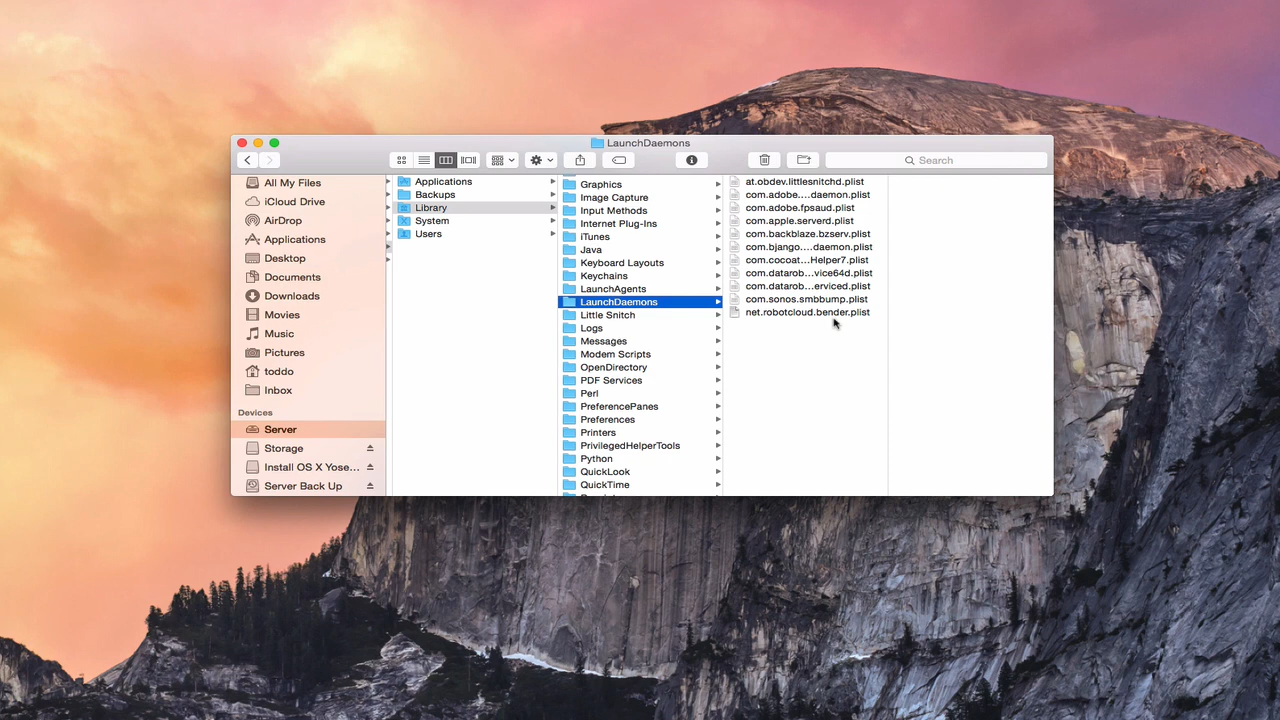 LaunchDaemons
Search
All My Files
iCloud Drive
AirDrop
Applications
Desktop
Documents
Downloads
Movies
Music
Pictures
toddo
Inbox
Devices
Server
Storage
Install OS X Yose...
Server Back Up
Applications
Backups
Library
System
Users
Graphics
Image Capture
Input Methods
Internet Plug-Ins
iTunes
Java
Keyboard Layouts
Keychains
LaunchAgents
LaunchDaemons
Little Snitch
Logs
Messages
Modem Scripts
OpenDirectory
PDF Services
Perl
PreferencePanes
Preferences
Printers
PrivilegedHelperTools
Python
QuickLook
QuickTime
at.obdev.littlesnitchd.plist
com.adobe....daemon.plist
com.adobe.fpsaud.plist
com.apple.serverd.plist
com.backblaze.bzserv.plist
com.bjango....daemon.plist
com.cocoat...Helper7.plist
com.datarob...vice64d.plist
com.datarob...erviced.plist
com.sonos.smbbump.plist
net.robotcloud.bender.plist